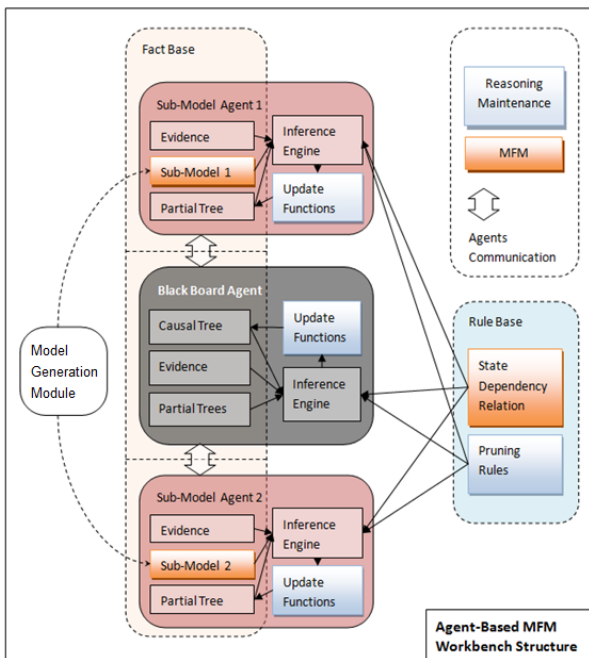 Fact Base
Sub-Model Agent 1
Evidence
Sub-Model 1
Partial Tree
Inference
Engine
Update
Functions
Black Board Agent
Causal Tree
Evidence
Partial Trees
Update
Functions
Inference
Engine
Sub-Model Agent 2
Evidence
Sub-Model 2
Partial Tree
Inference
Engine
Update
Functions
Model
Generation
Module
Reasoning
Maintenance
MFM
Agents
Communication
Rule Base
State
Dependency
Relation
Pruning
Rules
Agent-Based MFM
Workbench Structure